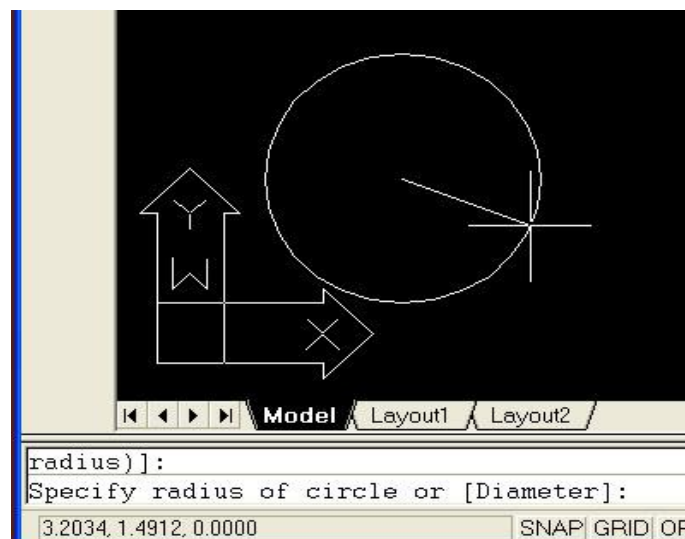 Y
W
X
Model Layout1 Layout2
radius)]:
Specify radius of circle or [Diameter]:
3.2034, 1.4912, 0.0000 SNAP GRID